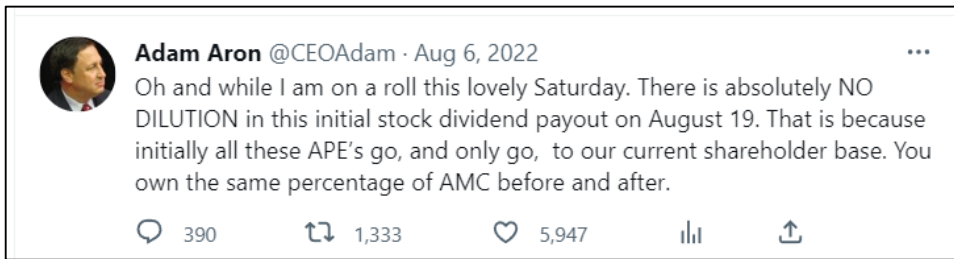 Adam Aron @CEOAdam · Aug 6, 2022
Oh and while I am on a roll this lovely Saturday. There is absolutely NO
DILUTION in this initial stock dividend payout on August 19. That is because
initially all these APE's go, and only go,  to our current shareholder base. You
own the same percentage of AMC before and after.
390 1,333 5,947